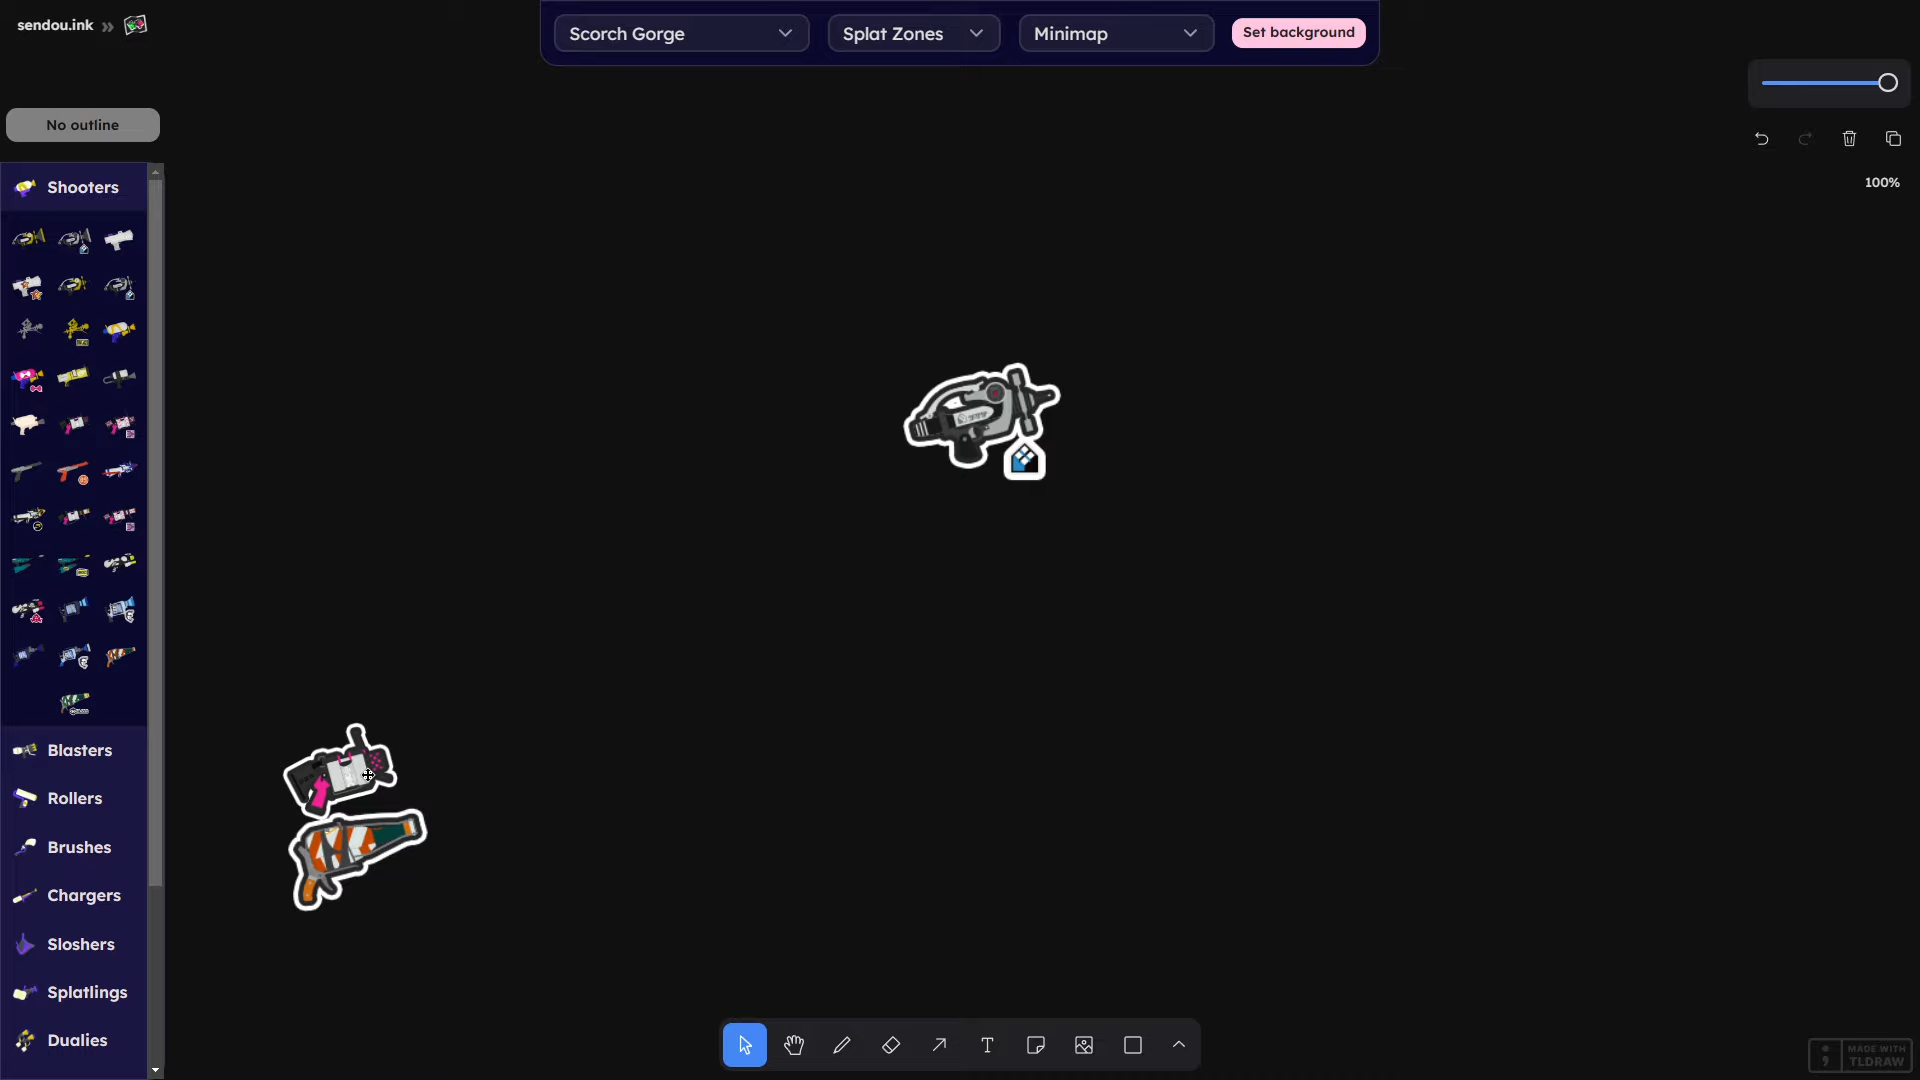 sendou.ink »
Scorch Gorge
Splat Zones
Minimap
Set background
No outline
100%
Shooters
Blasters
Rollers
Brushes
Chargers
Sloshers
Splatlings
Dualies
MADE WITH
TLDRAW